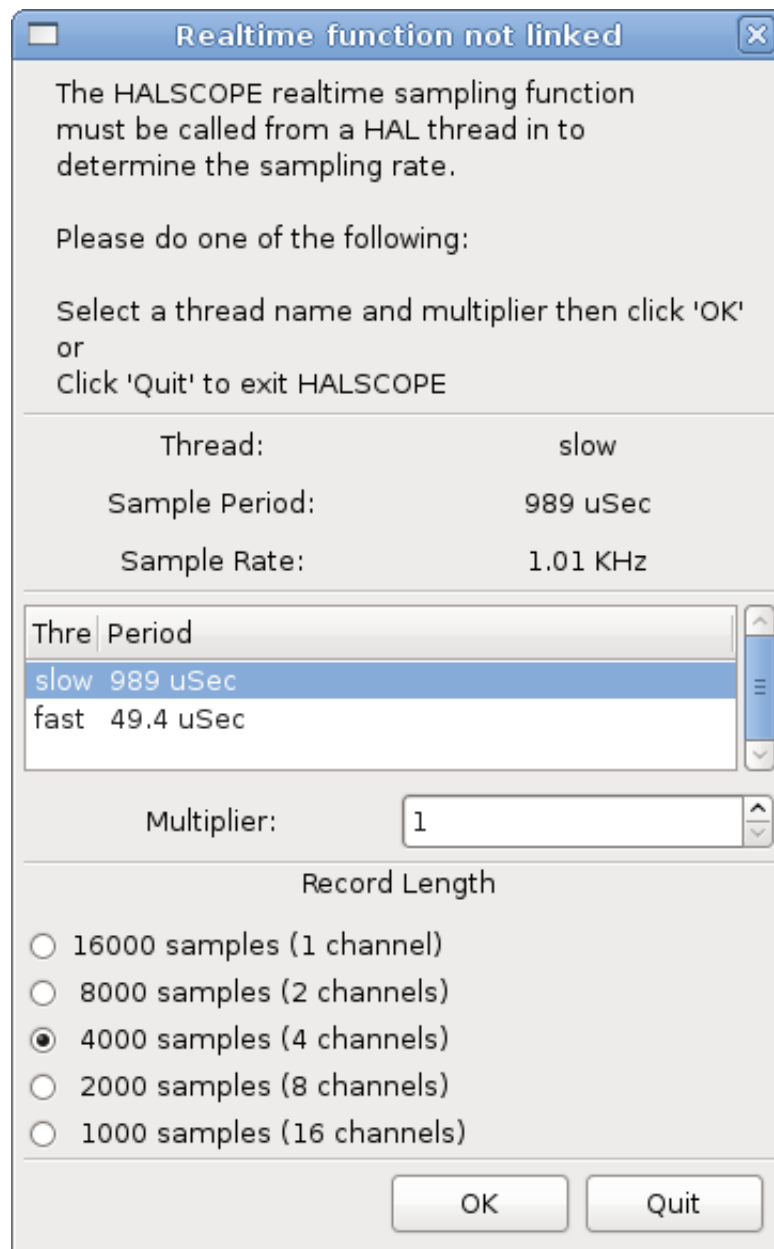 Realtime function not linked
The HALSCOPE realtime sampling function
must be called from a HAL thread in to
determine the sampling rate.
Please do one of the following:
Select a thread name and multiplier then click 'OK'
or
Click 'Quit' to exit HALSCOPE
Thread: slow
Sample Period: 989 uSec
Sample Rate: 1.01 KHz
Thre Period
slow 989 uSec
fast 49.4 uSec
Multiplier: 1
Record Length
16000 samples (1 channel)
8000 samples (2 channels)
4000 samples (4 channels)
2000 samples (8 channels)
1000 samples (16 channels)
OK Quit